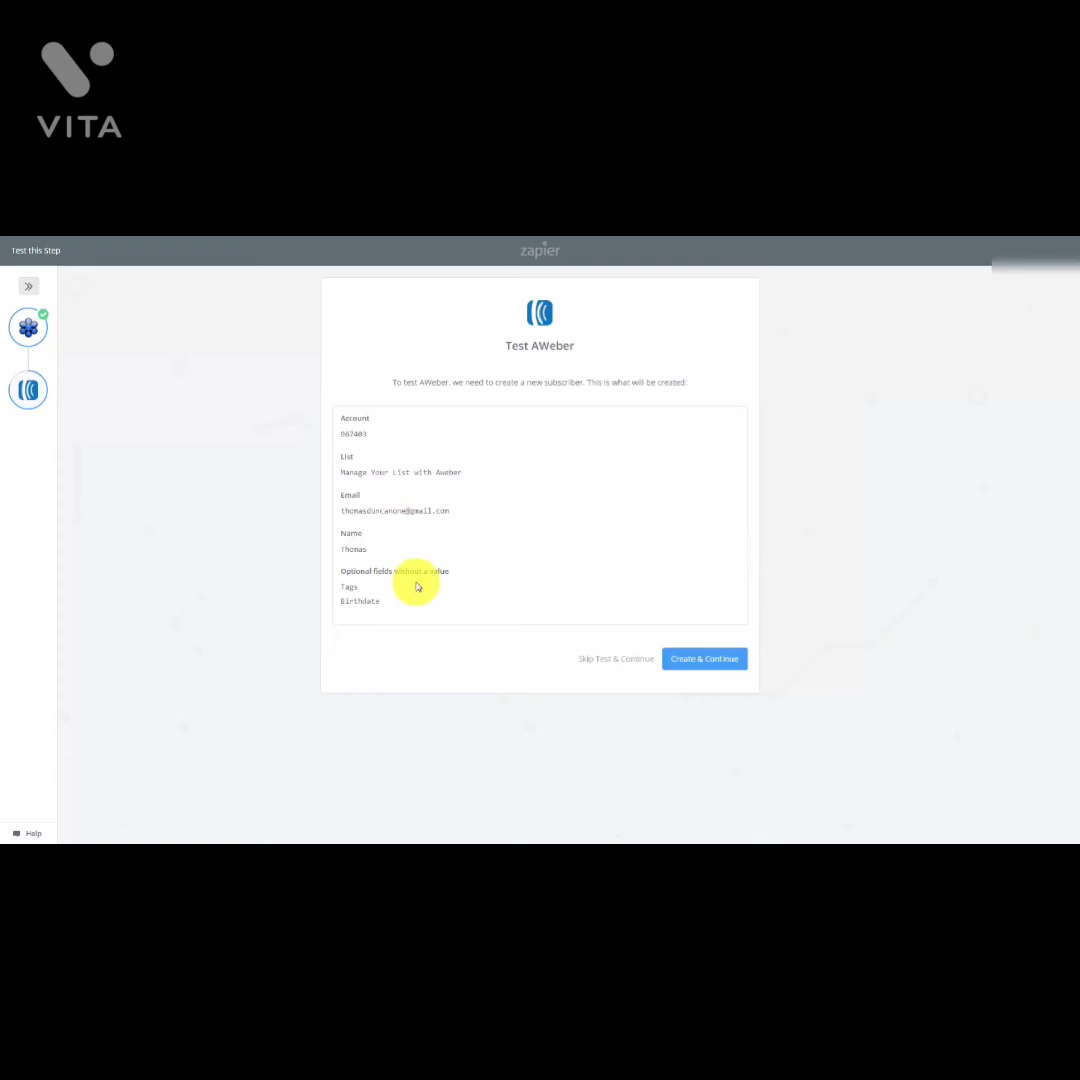 VITA
Test this Step
zapier
Test AWeber
To test AWeber, we need to create a new subscriber. This is what will be created:
Account
967403
List
Manage Your List with Aweber
Email
thomasduncanone@gmail.com
Name
Thomas
Optional fields without a value
Tags
Birthdate
Skip Test & Continue
Create & Continue
Help